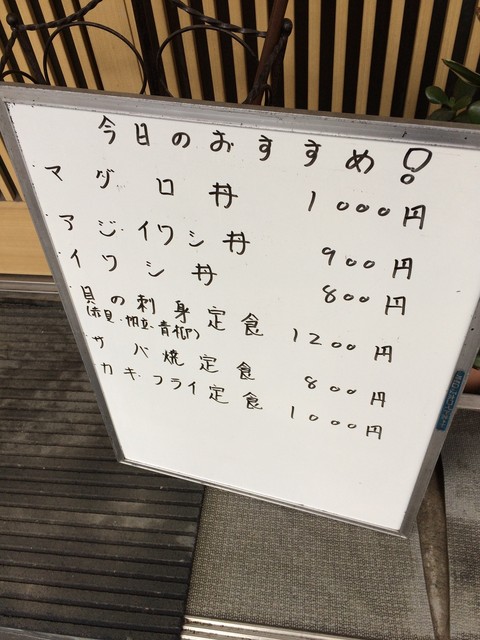 今日のおすすめ!
マグロ丼 1000円
アジ・イワシ丼 900円
イワシ丼 800円
貝の刺身定食 1200円
(赤貝・帆立・青柳)
サバ焼定食 800円
カキ・フライ定食 1000円